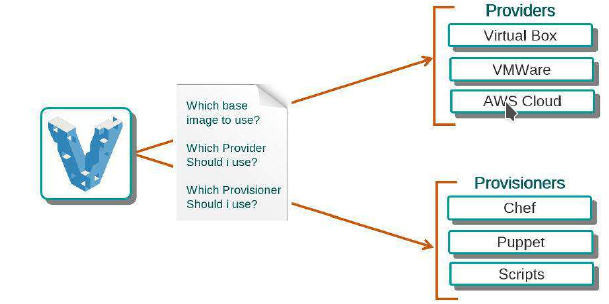 Which base
image to use?
Which Provider
Should i use?
Which Provisioner
Should i use?
Providers
Virtual Box
VMWare
AWS Cloud
Provisioners
Chef
Puppet
Scripts